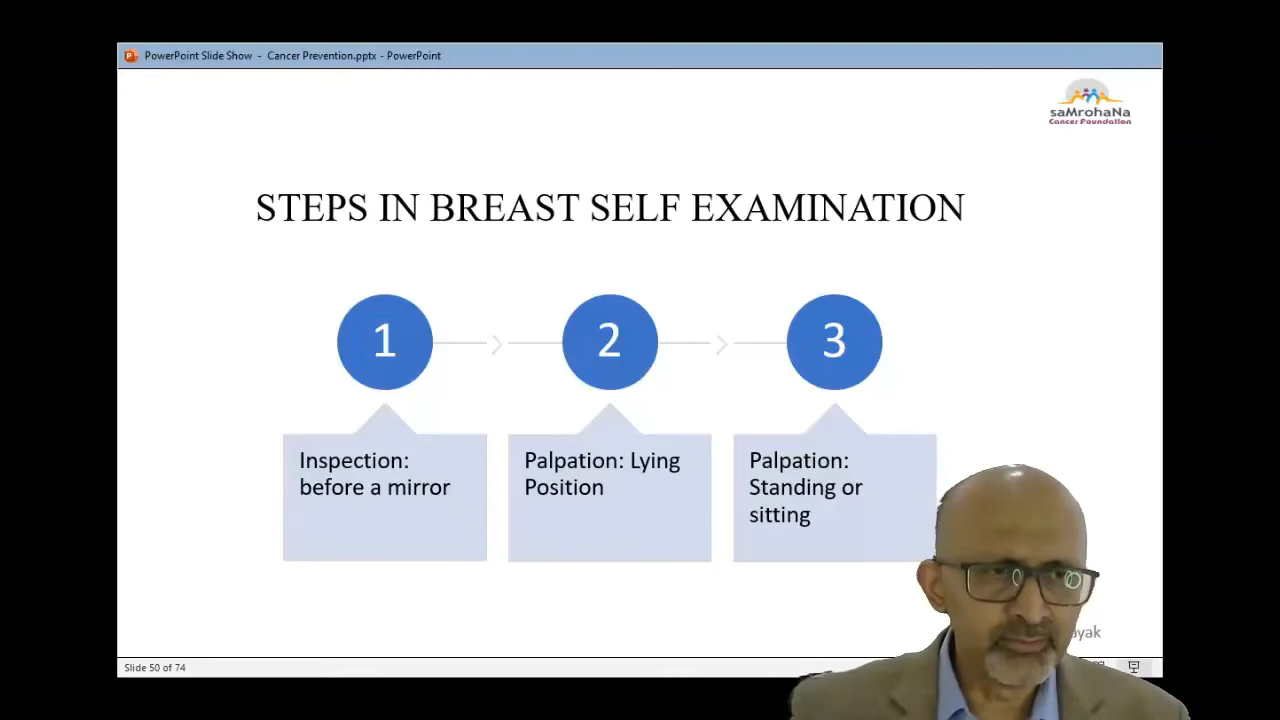 PowerPoint Slide Show - Cancer Prevention.pptx - PowerPoint
saMrohaNa
Cancer Foundation
STEPS IN BREAST SELF EXAMINATION
1
2
3
Inspection:
before a mirror
Palpation: Lying
Position
Palpation:
Standing or
sitting
Slide 50 of 74